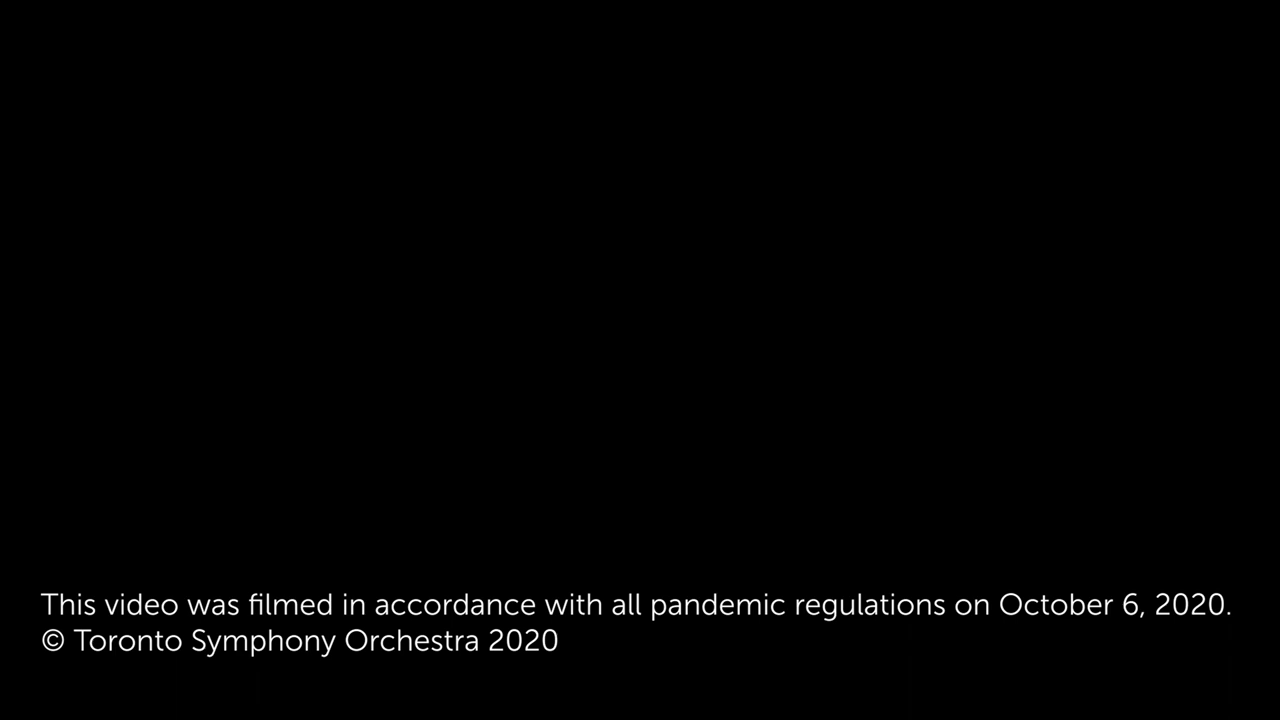 This video was filmed in accordance with all pandemic regulations on October 6, 2020.
© Toronto Symphony Orchestra 2020